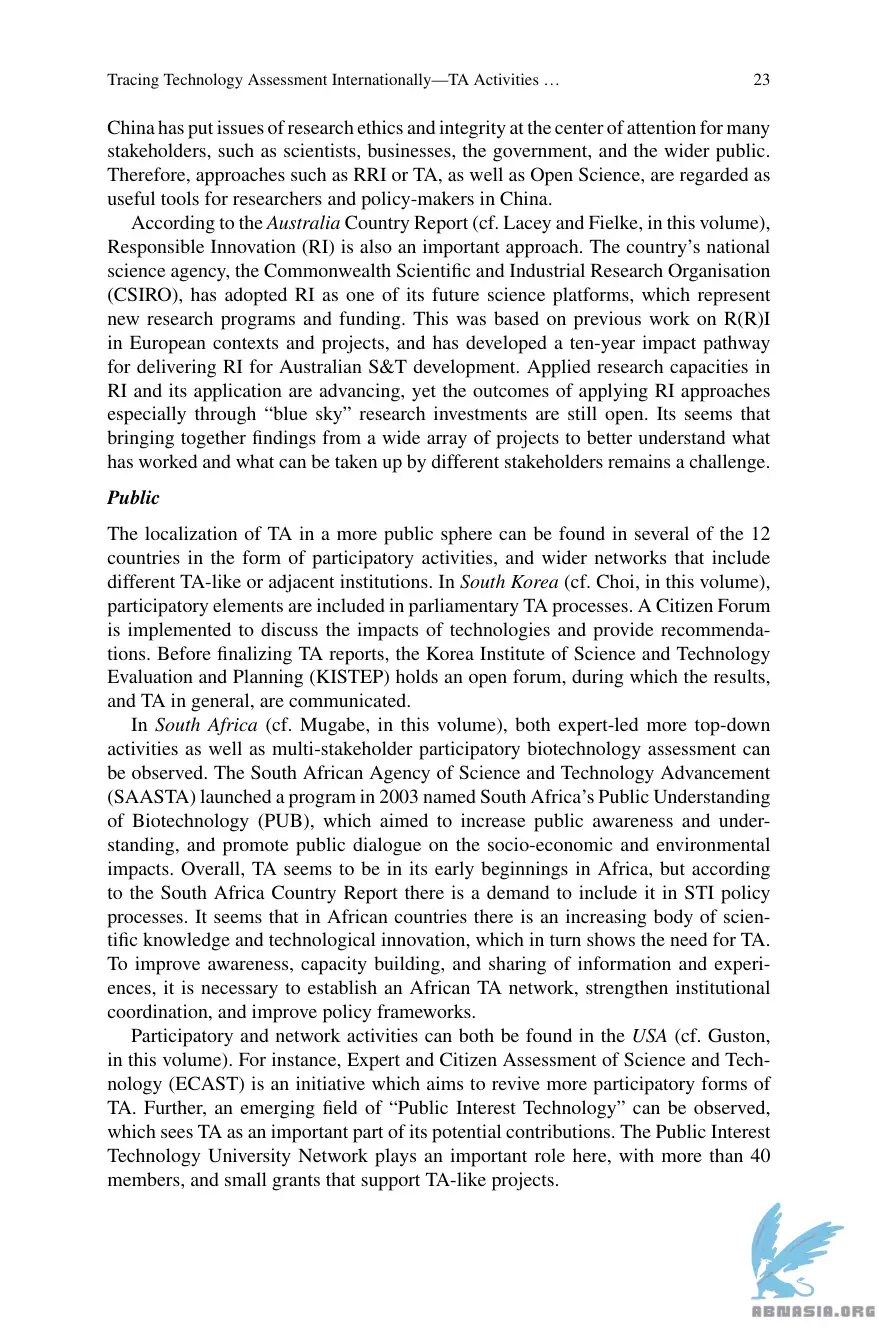 Tracing Technology Assessment Internationally—TA Activities … 23
China has put issues of research ethics and integrity at the center of attention for many
stakeholders, such as scientists, businesses, the government, and the wider public.
Therefore, approaches such as RRI or TA, as well as Open Science, are regarded as
useful tools for researchers and policy-makers in China.
According to the Australia Country Report (cf. Lacey and Fielke, in this volume),
Responsible Innovation (RI) is also an important approach. The country's national
science agency, the Commonwealth Scientific and Industrial Research Organisation
(CSIRO), has adopted RI as one of its future science platforms, which represent
new research programs and funding. This was based on previous work on R(R)I
in European contexts and projects, and has developed a ten-year impact pathway
for delivering RI for Australian S&T development. Applied research capacities in
RI and its application are advancing, yet the outcomes of applying RI approaches
especially through “blue sky” research investments are still open. Its seems that
bringing together findings from a wide array of projects to better understand what
has worked and what can be taken up by different stakeholders remains a challenge.
Public
The localization of TA in a more public sphere can be found in several of the 12
countries in the form of participatory activities, and wider networks that include
different TA-like or adjacent institutions. In South Korea (cf. Choi, in this volume),
participatory elements are included in parliamentary TA processes. A Citizen Forum
is implemented to discuss the impacts of technologies and provide recommenda-
tions. Before finalizing TA reports, the Korea Institute of Science and Technology
Evaluation and Planning (KISTEP) holds an open forum, during which the results,
and TA in general, are communicated.
In South Africa (cf. Mugabe, in this volume), both expert-led more top-down
activities as well as multi-stakeholder participatory biotechnology assessment can
be observed. The South African Agency of Science and Technology Advancement
(SAASTA) launched a program in 2003 named South Africa's Public Understanding
of Biotechnology (PUB), which aimed to increase public awareness and under-
standing, and promote public dialogue on the socio-economic and environmental
impacts. Overall, TA seems to be in its early beginnings in Africa, but according
to the South Africa Country Report there is a demand to include it in STI policy
processes. It seems that in African countries there is an increasing body of scien-
tific knowledge and technological innovation, which in turn shows the need for TA.
To improve awareness, capacity building, and sharing of information and experi-
ences, it is necessary to establish an African TA network, strengthen institutional
coordination, and improve policy frameworks.
Participatory and network activities can both be found in the USA (cf. Guston,
in this volume). For instance, Expert and Citizen Assessment of Science and Tech-
nology (ECAST) is an initiative which aims to revive more participatory forms of
TA. Further, an emerging field of “Public Interest Technology” can be observed,
which sees TA as an important part of its potential contributions. The Public Interest
Technology University Network plays an important role here, with more than 40
members, and small grants that support TA-like projects.
ABNASIA.ORG